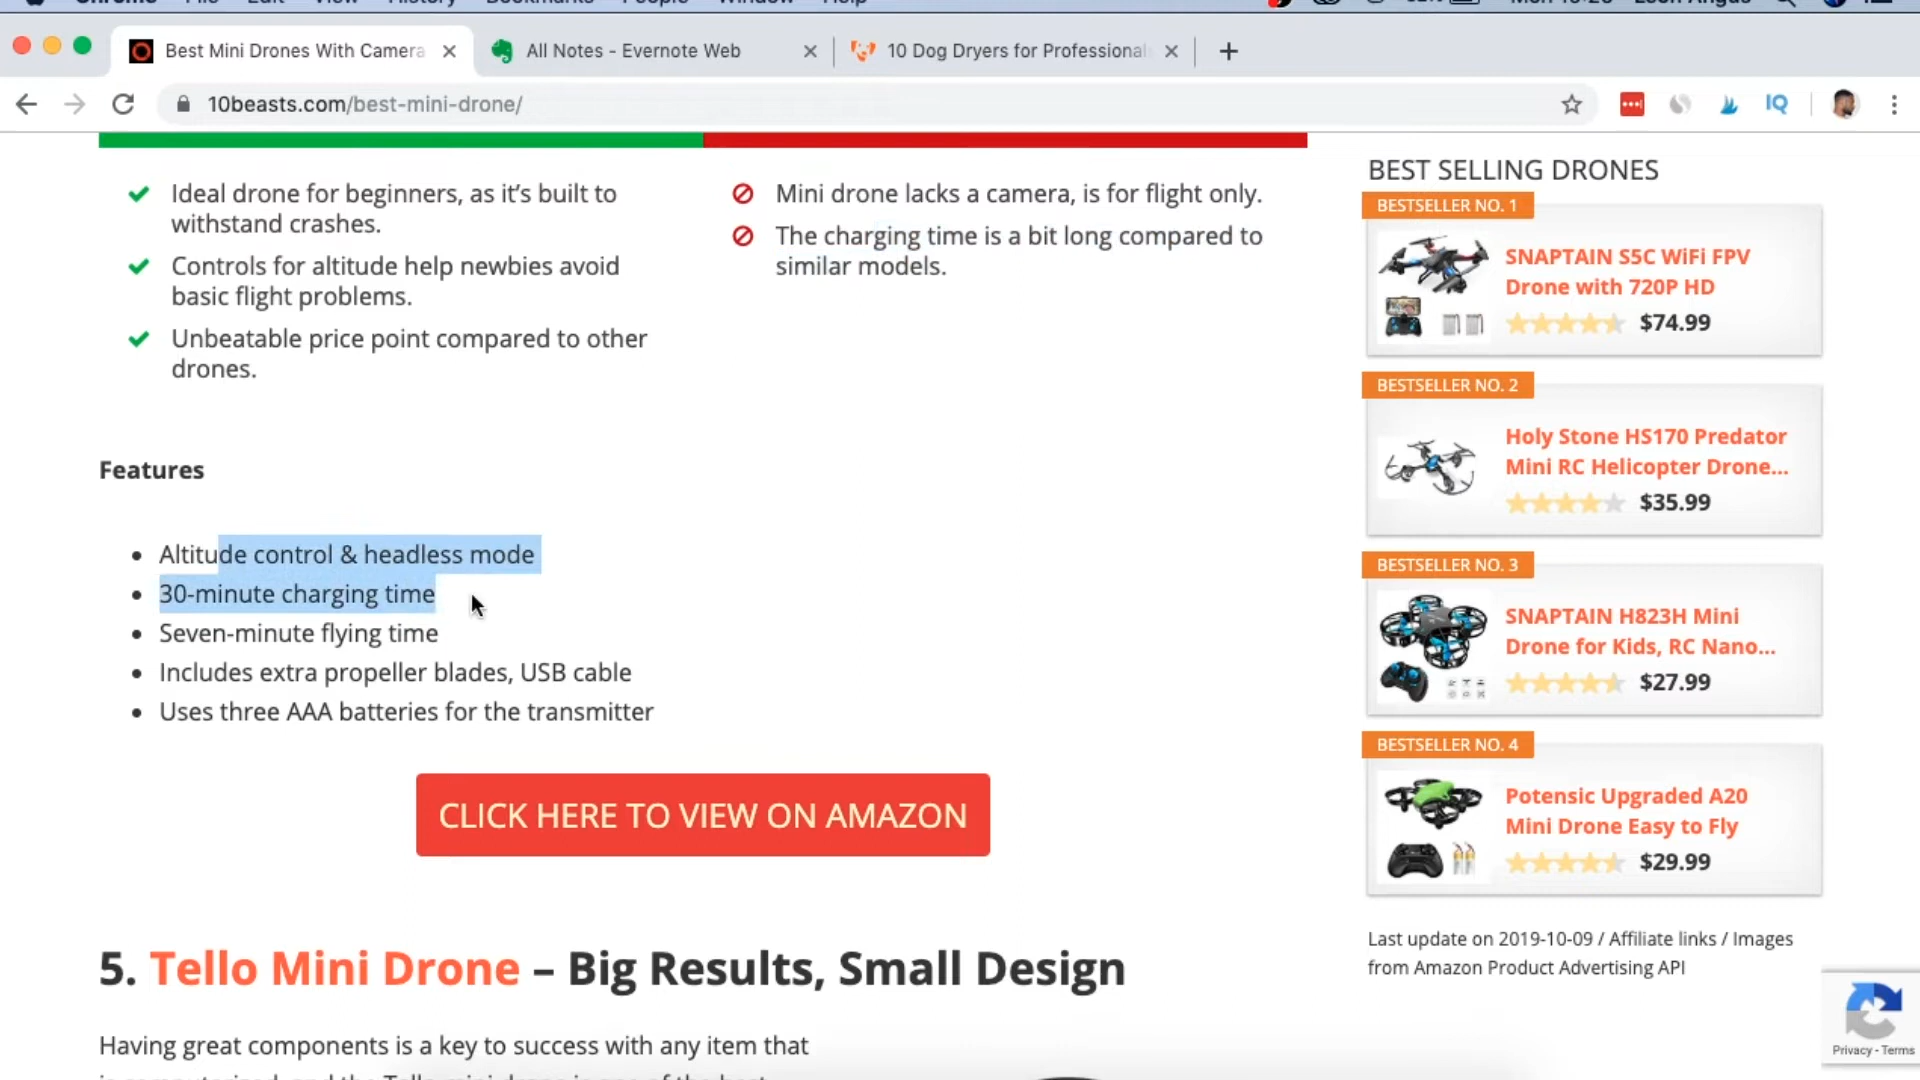 Best Mini Drones With Camera
All Notes - Evernote Web
10 Dog Dryers for Professional
10beasts.com/best-mini-drone/
IQ
Ideal drone for beginners, as it's built to
withstand crashes.
Controls for altitude help newbies avoid
basic flight problems.
Unbeatable price point compared to other
drones.
Mini drone lacks a camera, is for flight only.
The charging time is a bit long compared to
similar models.
Features
Altitude control & headless mode
30-minute charging time
Seven-minute flying time
Includes extra propeller blades, USB cable
Uses three AAA batteries for the transmitter
CLICK HERE TO VIEW ON AMAZON
5. Tello Mini Drone – Big Results, Small Design
Having great components is a key to success with any item that
BEST SELLING DRONES
BESTSELLER NO. 1
SNAPTAIN S5C WiFi FPV
Drone with 720P HD
$74.99
BESTSELLER NO. 2
Holy Stone HS170 Predator
Mini RC Helicopter Drone...
$35.99
BESTSELLER NO. 3
SNAPTAIN H823H Mini
Drone for Kids, RC Nano...
$27.99
BESTSELLER NO. 4
Potensic Upgraded A20
Mini Drone Easy to Fly
$29.99
Last update on 2019-10-09 / Affiliate links / Images
from Amazon Product Advertising API
Privacy - Terms